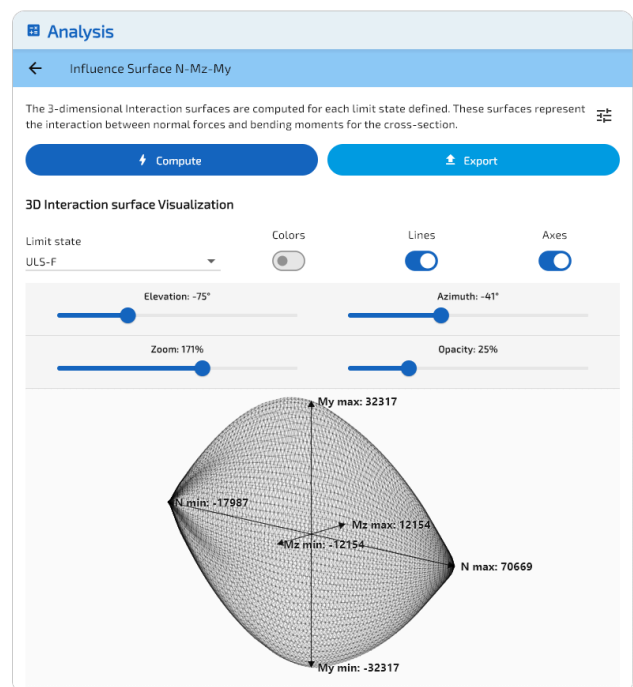 Analysis
Influence Surface N-Mz-My
The 3-dimensional Interaction surfaces are computed for each limit state defined. These surfaces represent
the interaction between normal forces and bending moments for the cross-section.
Compute
Export
3D Interaction surface Visualization
Limit state
Colors
Lines
Axes
ULS-F
Elevation: -75°
Azimuth: -41°
Zoom: 171%
Opacity: 25%
My max: 32317
N min: -17987
Mz max: 12154
Mz min: -12154
N max: 70669
My min: -32317